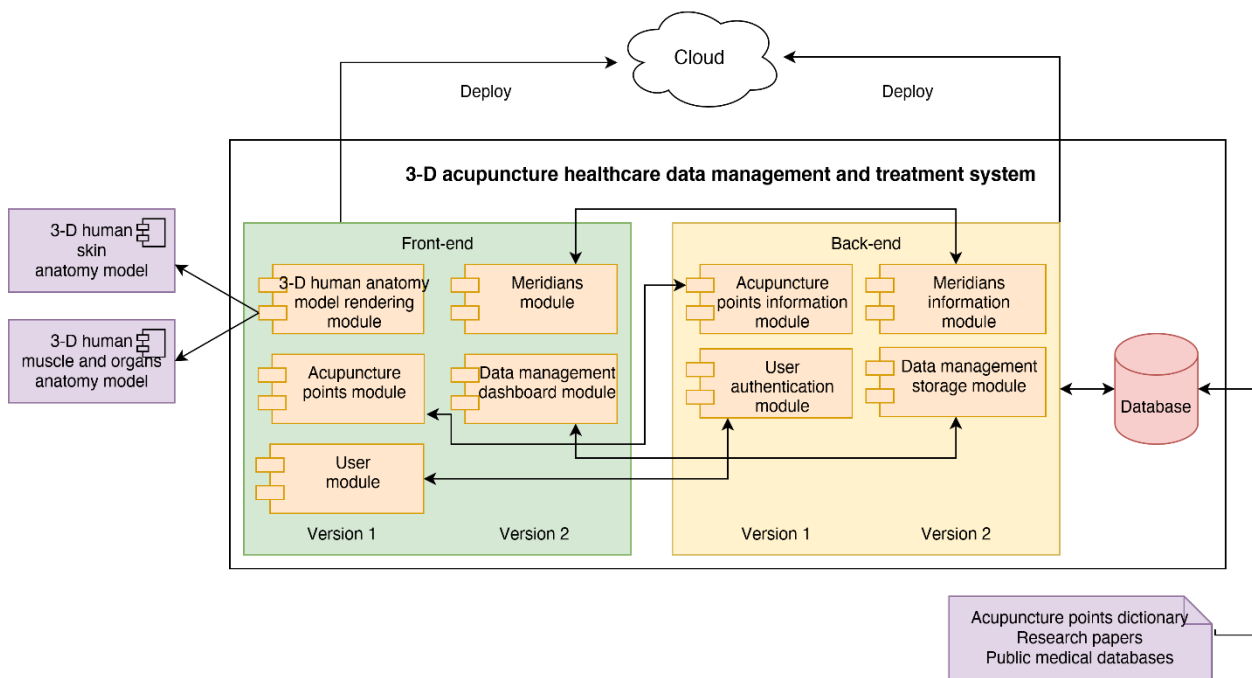 Cloud
Deploy
Deploy
3-D acupuncture healthcare data management and treatment system
3-D human
skin
anatomy model
3-D human
muscle and organs
anatomy model
Front-end
3-D human anatomy
model rendering
module
Meridians
module
Acupuncture
points module
Data management
dashboard module
User
module
Version 1
Version 2
Back-end
Acupuncture
points information
module
Meridians
information
module
User
authentication
module
Data management
storage module
Version 1
Version 2
Database
Acupuncture points dictionary
Research papers
Public medical databases